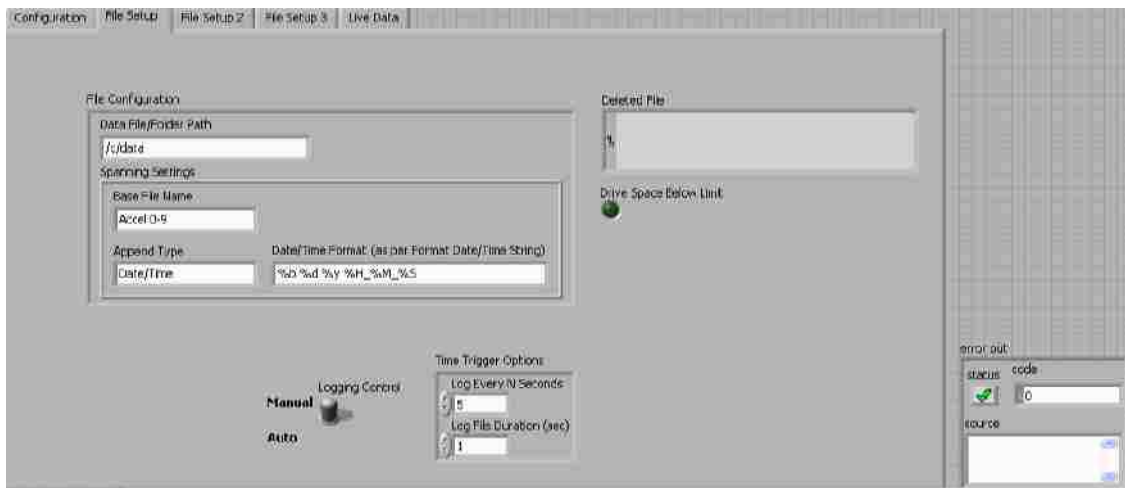 Configuration
File Setup
File Setup 2
File Setup 3
Live Data
File Configuration
Data File/Folder Path
/c/data
Spanning Settings
Base File Name
Accel 0-9
Append Type
Date/Time
Date/Time Format (as per Format Date/Time String)
%b %d %y %H_%M_%S
Deleted File
Drive Space Below Limit
Logging Control
Manual
Auto
Time Trigger Options
Log Every N Seconds
5
Log File Duration (sec)
1
error out
status
code
0
source